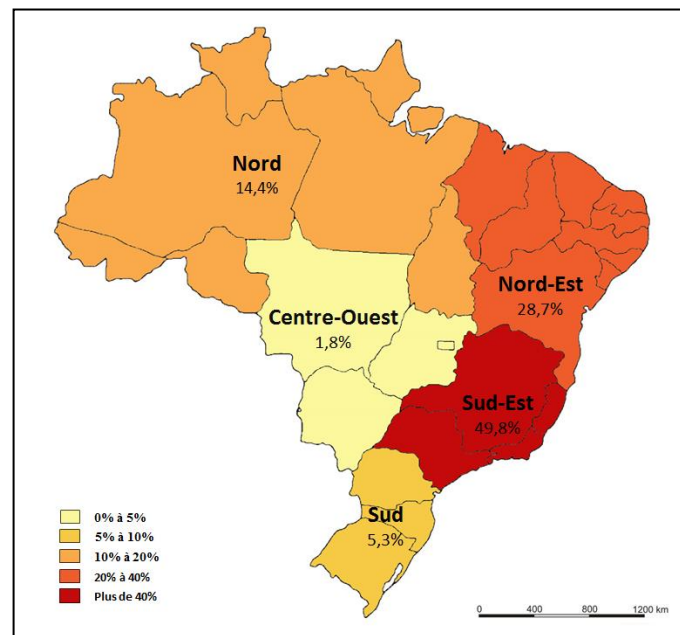 Nord
14,4%
Nord-Est
28,7%
Centre-Ouest
1,8%
Sud-Est
49,8%
Sud
5,3%
0% à 5%
5% à 10%
10% à 20%
20% à 40%
Plus de 40%
0 400 800 1200 km